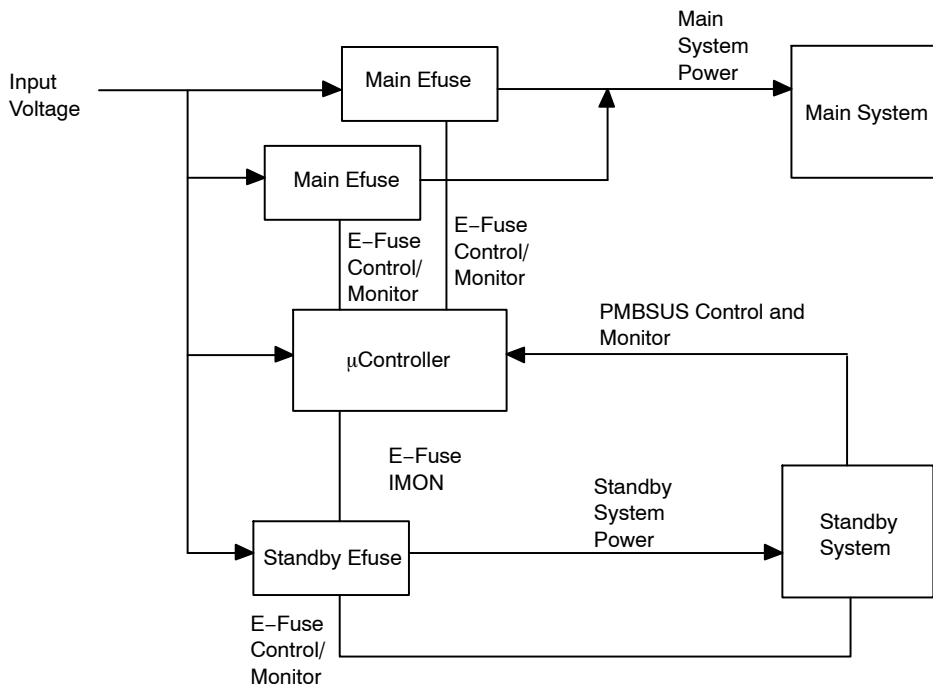 Main
System
Power
Input
Voltage
Main Efuse
Main System
Main Efuse
E−Fuse
Control/
Monitor
E−Fuse
Control/
Monitor
PMBSUS Control and
Monitor
μController
E−Fuse
IMON
Standby
System
Power
Standby
System
Standby Efuse
E−Fuse
Control/
Monitor